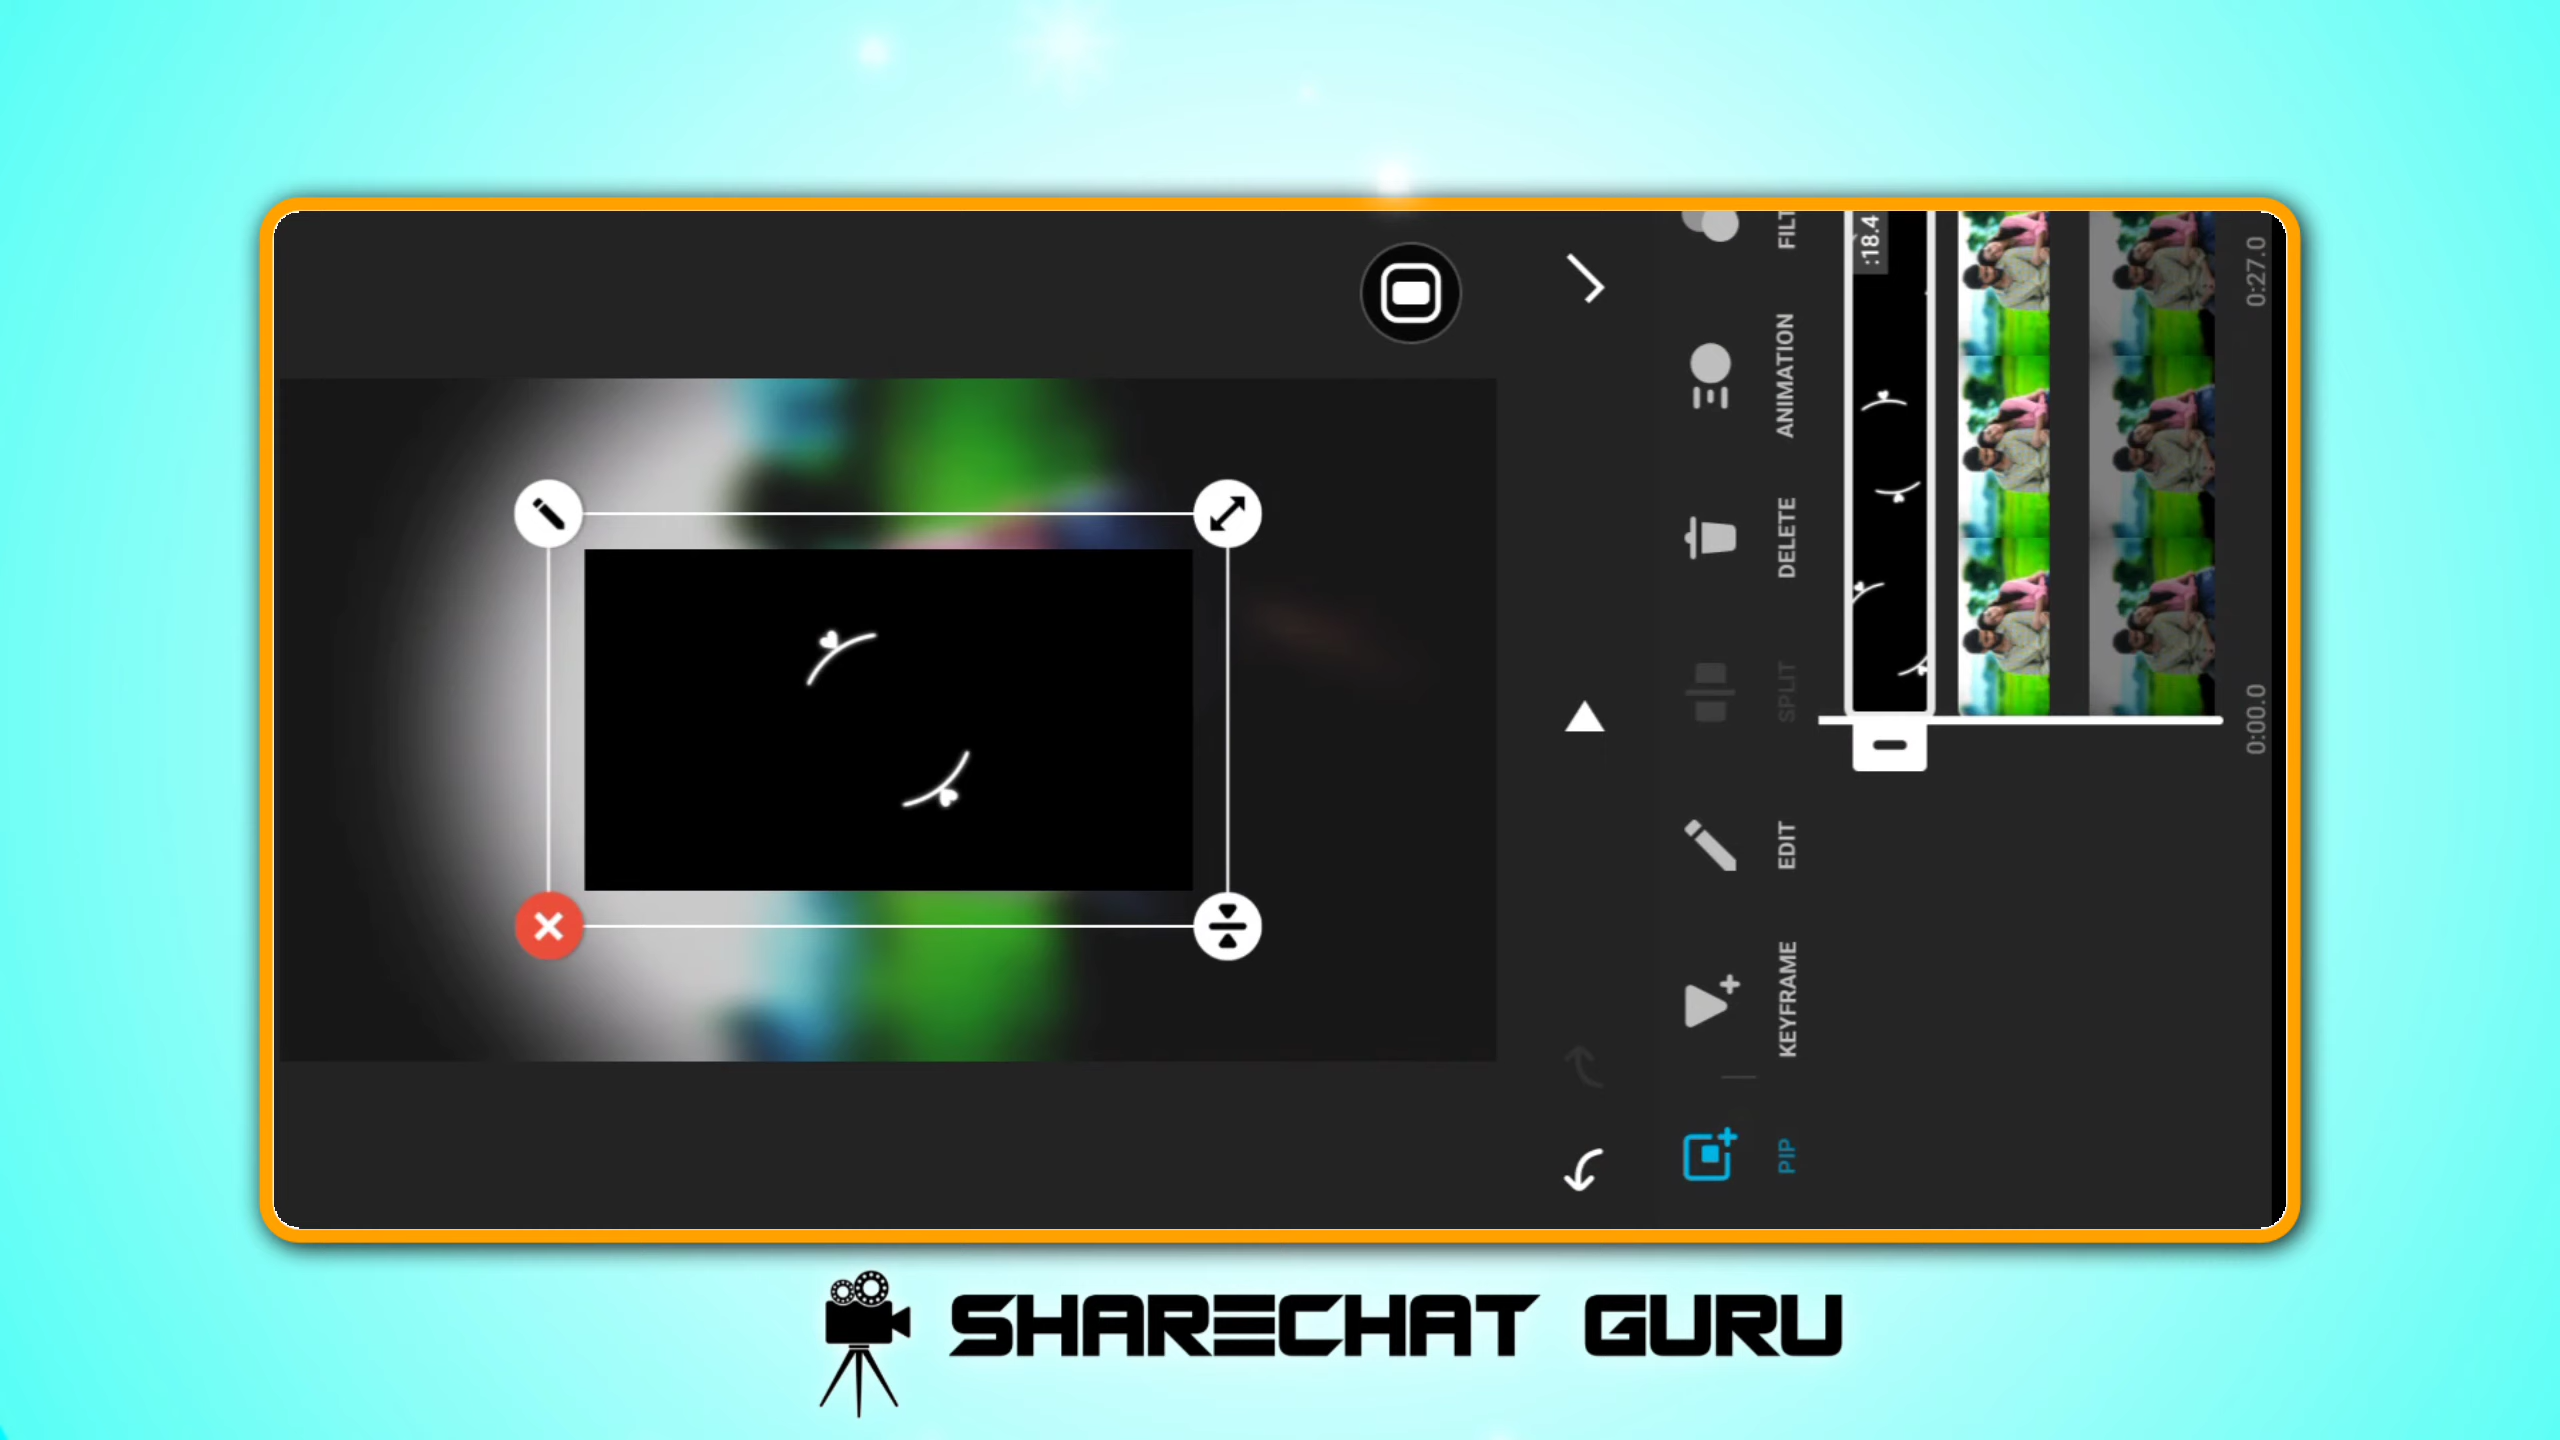 PIP
KEYFRAME
EDIT
SPLIT
DELETE
ANIMATION
FILT
:18.4
0:00.0
0:27.0
SHARECHAT GURU